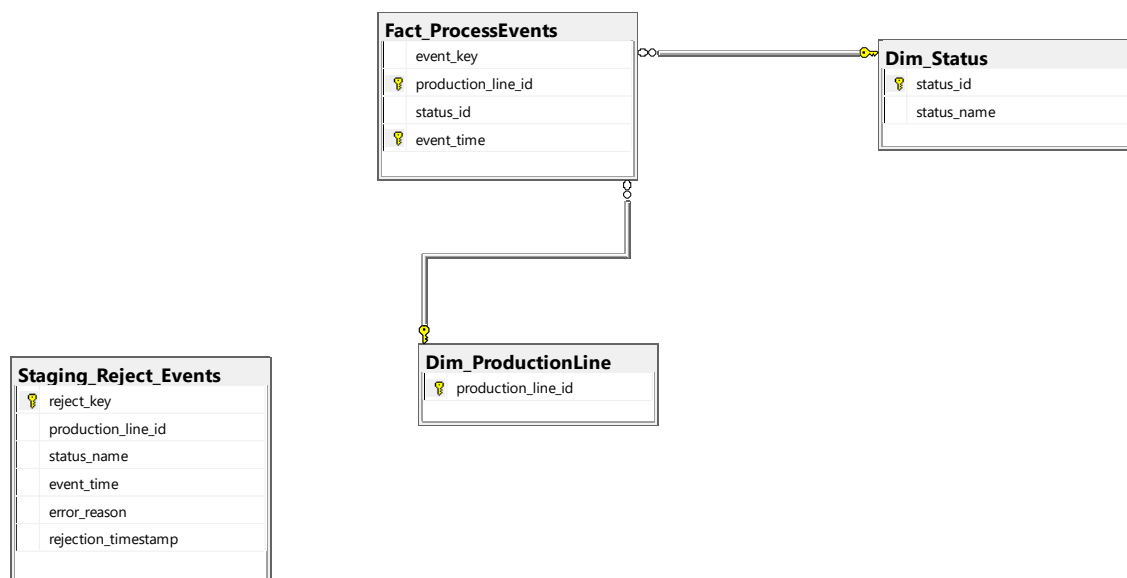 Fact_ProcessEvents
event_key
production_line_id
status_id
event_time
Dim_Status
status_id
status_name
Dim_ProductionLine
production_line_id
Staging_Reject_Events
reject_key
production_line_id
status_name
event_time
error_reason
rejection_timestamp